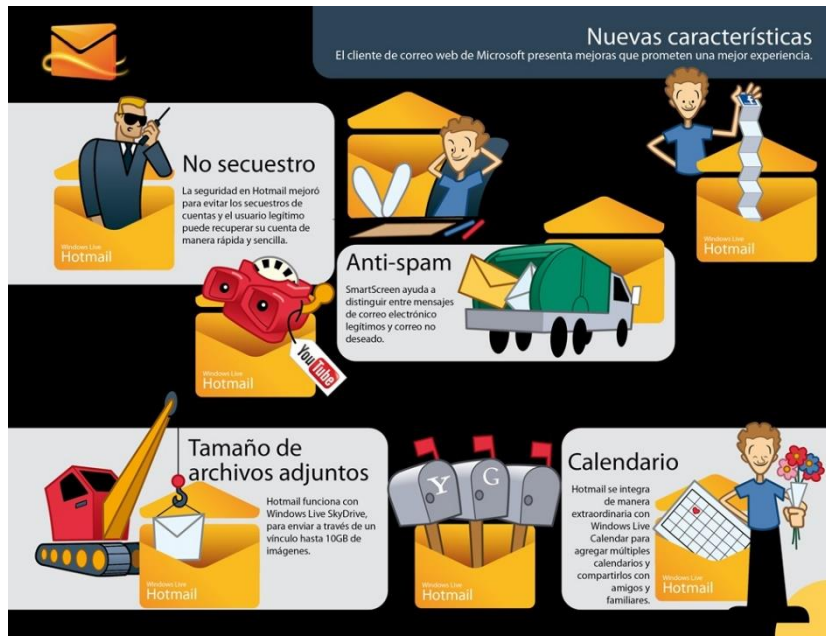 Nuevas características
El cliente de correo web de Microsoft presenta mejoras que prometen una mejor experiencia.
No secuestro
La seguridad en Hotmail mejoró
para evitar los secuestros de
cuentas y el usuario legítimo
puede recuperar su cuenta de
manera rápida y sencilla.
Windows Live
Hotmail
Windows Live
Hotmail
Anti-spam
SmartScreen ayuda a
distinguir entre mensajes
de correo electrónico
legítimos y correo no
deseado.
You Tube
Windows Live
Hotmail
Tamaño de
archivos adjuntos
Hotmail funciona con
Windows Live SkyDrive,
para enviar a través de un
vínculo hasta 10GB de
imágenes.
Windows Live
Hotmail
Y G
Windows Live
Hotmail
Calendario
Hotmail se integra
de manera
extraordinaria con
Windows Live
Calendar para
agregar múltiples
calendarios y
compartirlos con
amigos y
familiares.
Windows Live
Hotmail